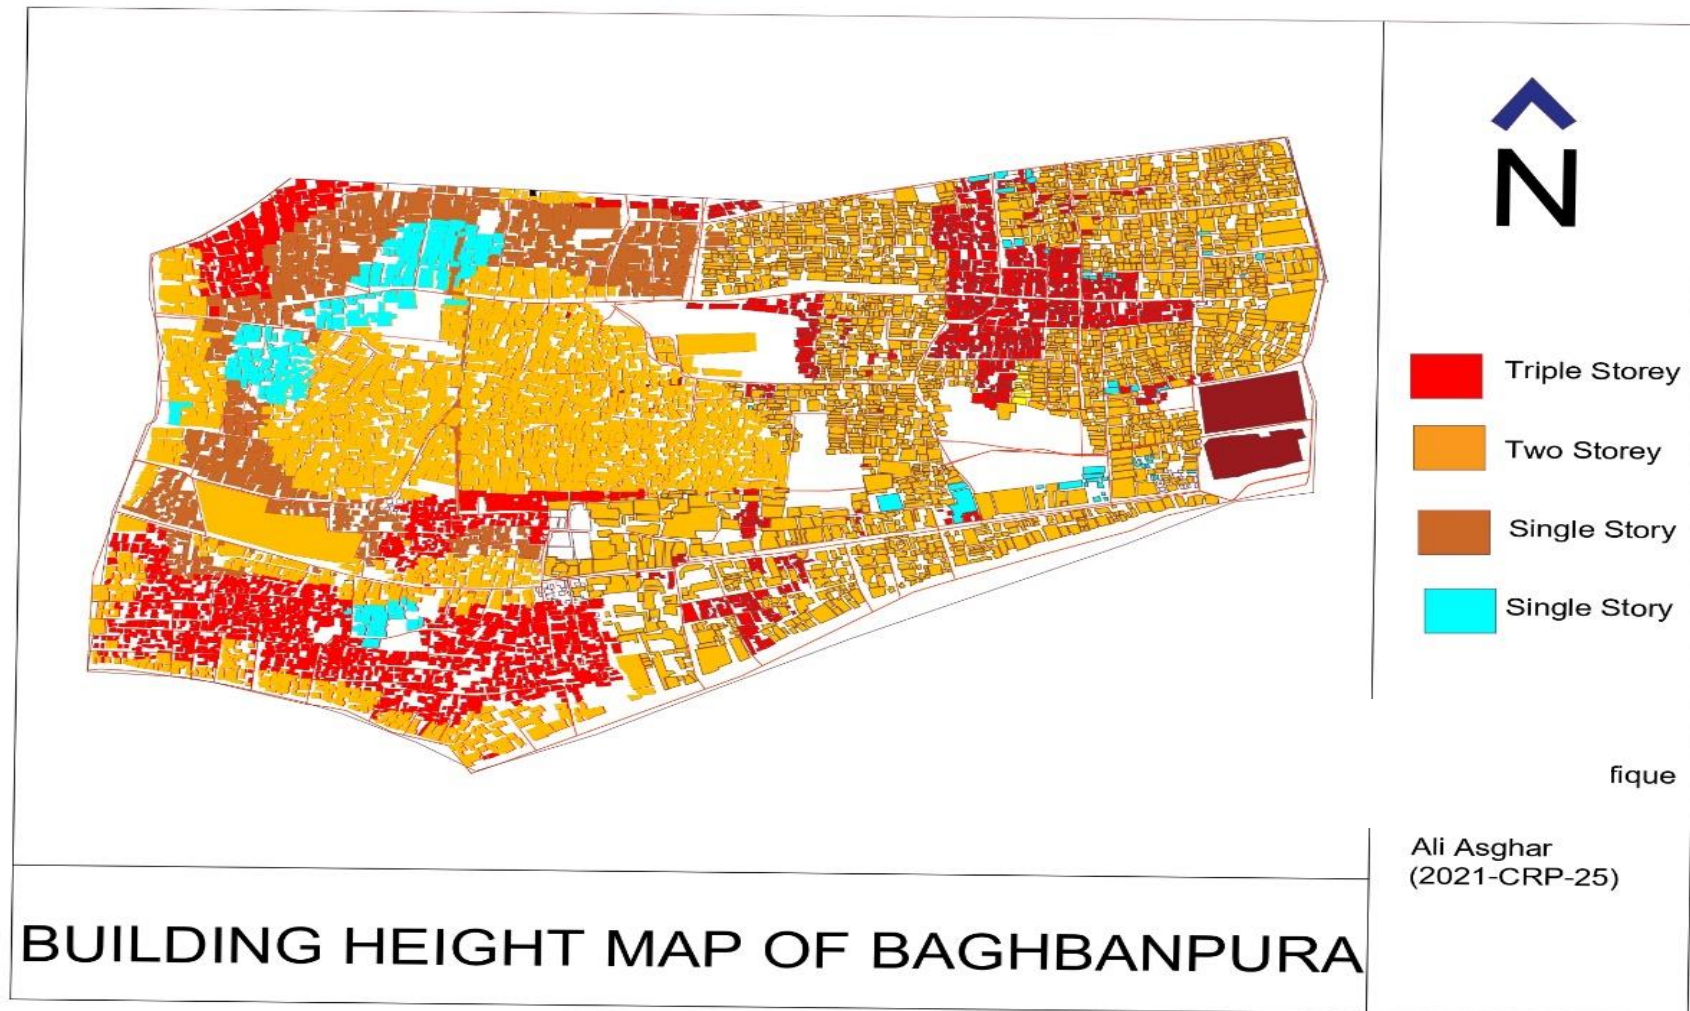 N
Triple Storey
Two Storey
Single Story
Single Story
fique
Ali Asghar
(2021-CRP-25)
BUILDING HEIGHT MAP OF BAGHBANPURA